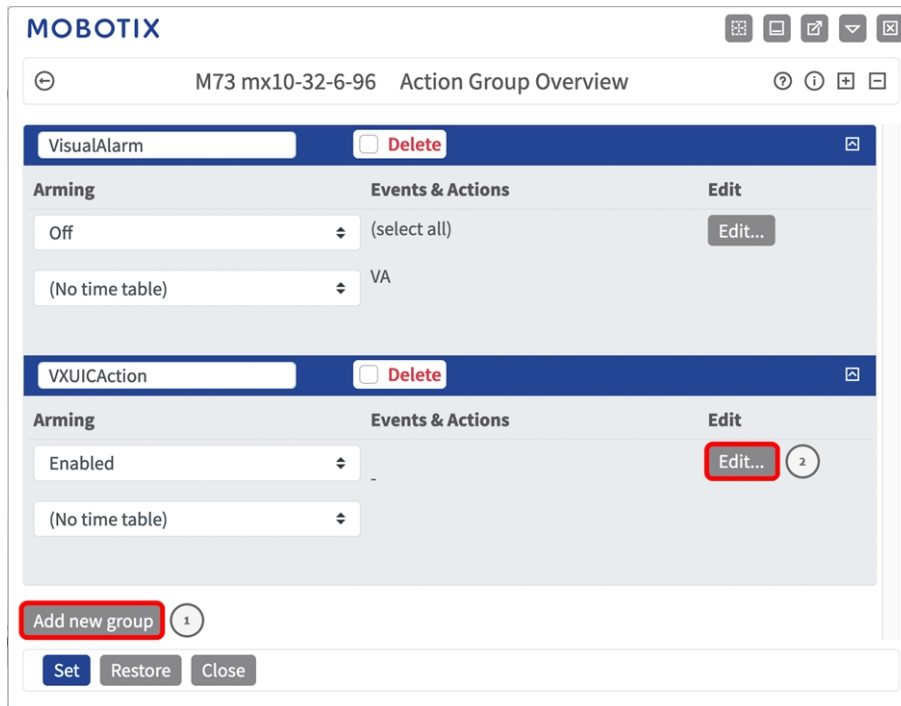 MOBOTIX
M73 mx10-32-6-96 Action Group Overview
VisualAlarm Delete
Arming Events & Actions Edit
Off (select all) Edit...
(No time table) VA
VXUICAction Delete
Arming Events & Actions Edit
Enabled - Edit... 2
(No time table)
Add new group 1
Set Restore Close